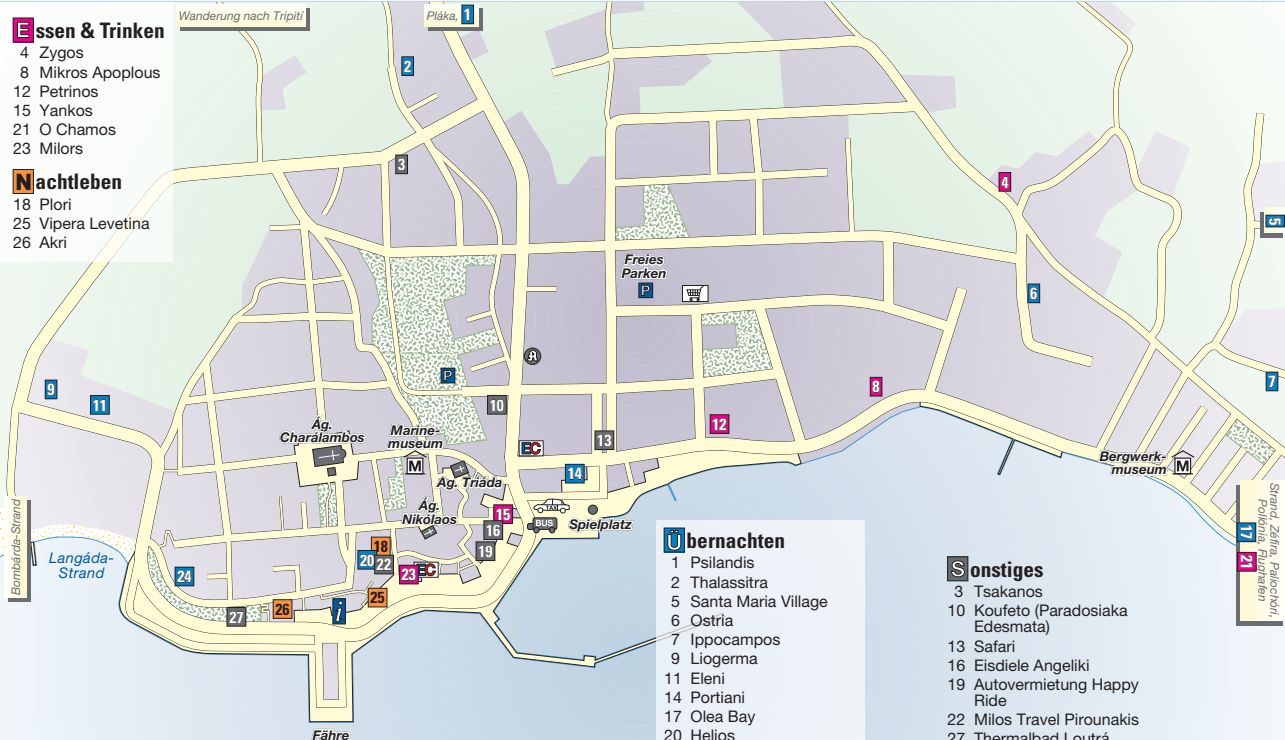 Essen & Trinken
4 Zygos
8 Mikros Apoplous
12 Petrinos
15 Yankos
21 O Chamos
23 Milors
Nachtleben
18 Plori
25 Vipera Levetina
26 Akri
Wanderung nach Tripití
Pláka, 1
2
3
4
5
Freies
Parken
P
6
7
A
P
9
11
8
10
12
13
Ág.
Charálambos
Marine-
museum
M
EC
14
Ág. Triáda
Ág.
Nikólaos
15
16
19
TAXI
BUS
Spielplatz
Bergwerk-
museum
M
Bombárda-Strand
Langáda-
Strand
18
20
22
23
EC
24
25
26
27
i
Fähre
Strand, Zéfira, Paliochóri,
Pollónia, Flughafen
17
21
Übernachten
1 Psilandis
2 Thalassitra
5 Santa Maria Village
6 Ostria
7 Ippocampos
9 Liogerma
11 Eleni
14 Portiani
17 Olea Bay
20 Helios
Sonstiges
3 Tsakanos
10 Koufeto (Paradosiaka
Edesmata)
13 Safari
16 Eisdiele Angeliki
19 Autovermietung Happy
Ride
22 Milos Travel Pirounakis
27 Thermalbad Loutrá